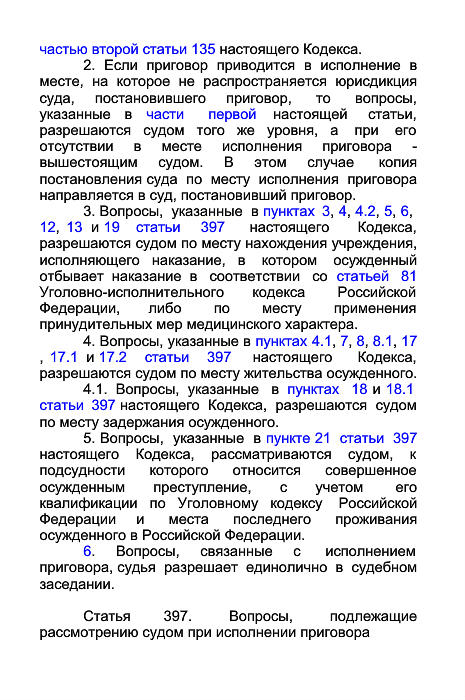 частью второй статьи 135 настоящего Кодекса.
2. Если приговор приводится в исполнение в
месте, на которое не распространяется юрисдикция
суда, постановившего приговор, то вопросы,
указанные в части первой настоящей статьи,
разрешаются судом того же уровня, а при его
отсутствии в месте исполнения приговора -
вышестоящим судом. В этом случае копия
постановления суда по месту исполнения приговора
направляется в суд, постановивший приговор.
3. Вопросы, указанные в пунктах 3, 4, 4.2, 5, 6,
12, 13 и 19 статьи 397 настоящего Кодекса,
разрешаются судом по месту нахождения учреждения,
исполняющего наказание, в котором осужденный
отбывает наказание в соответствии со статьей 81
Уголовно-исполнительного кодекса Российской
Федерации, либо по месту применения
принудительных мер медицинского характера.
4. Вопросы, указанные в пунктах 4.1, 7, 8, 8.1, 17
, 17.1 и 17.2 статьи 397 настоящего Кодекса,
разрешаются судом по месту жительства осужденного.
4.1. Вопросы, указанные в пунктах 18 и 18.1
статьи 397 настоящего Кодекса, разрешаются судом
по месту задержания осужденного.
5. Вопросы, указанные в пункте 21 статьи 397
настоящего Кодекса, рассматриваются судом, к
подсудности которого относится совершенное
осужденным преступление, с учетом его
квалификации по Уголовному кодексу Российской
Федерации и места последнего проживания
осужденного в Российской Федерации.
6. Вопросы, связанные с исполнением
приговора, судья разрешает единолично в судебном
заседании.
Статья 397. Вопросы, подлежащие
рассмотрению судом при исполнении приговора